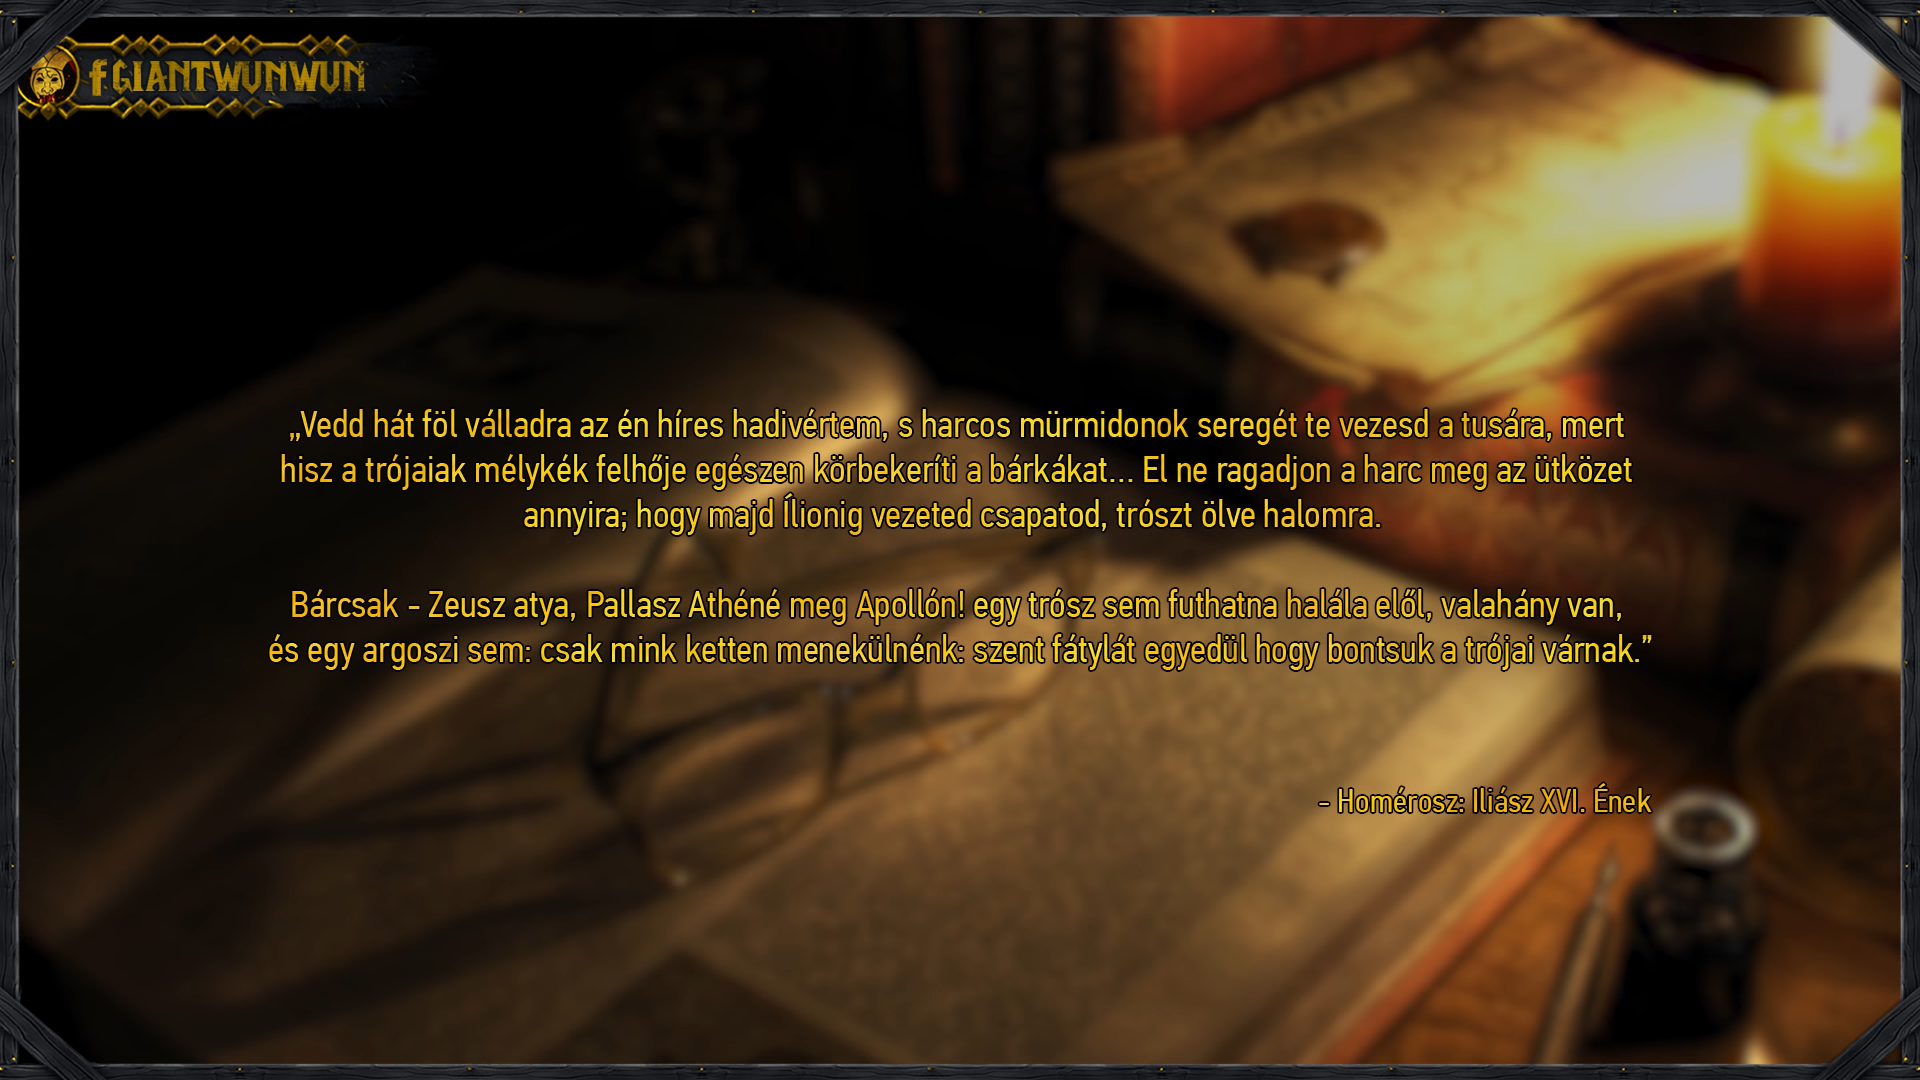 FGIANTWUNWUN
„Vedd hát föl válladra az én híres hadivértem, s harcos mürmidonok seregét te vezesd a tusára, mert
hisz a trójaiak mélykék felhője egészen körbekeríti a bárkákat... El ne ragadjon a harc meg az ütközet
annyira; hogy majd Ílionig vezeted csapatod, trószt ölve halomra.
Bárcsak - Zeusz atya, Pallasz Athéné meg Apollón! egy trósz sem futhatna halála elől, valahány van,
és egy argoszi sem: csak mink ketten menekülnénk: szent fátylát egyedül hogy bontsuk a trójai várnak.”
- Homérosz: Iliász XVI. Ének